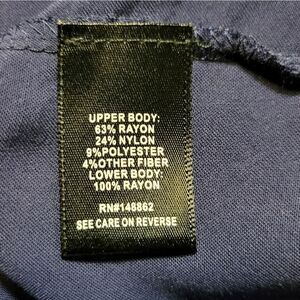 UPPER BODY:
63% RAYON
24% NYLON
9%POLYESTER
4%OTHER FIBER
LOWER BODY:
100% RAYON
RN#148862
SEE CARE ON REVERSE